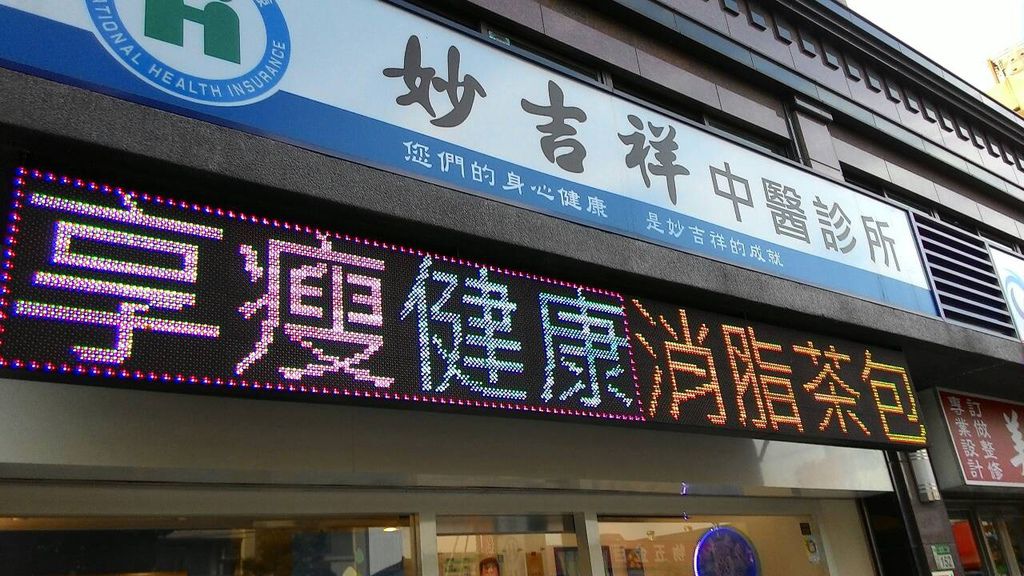 NATIONAL HEALTH INSURANCE
妙吉祥中醫診所
您們的身心健康 是妙吉祥的成就
享瘦健康消脂茶包
訂做整修
專業設計
152